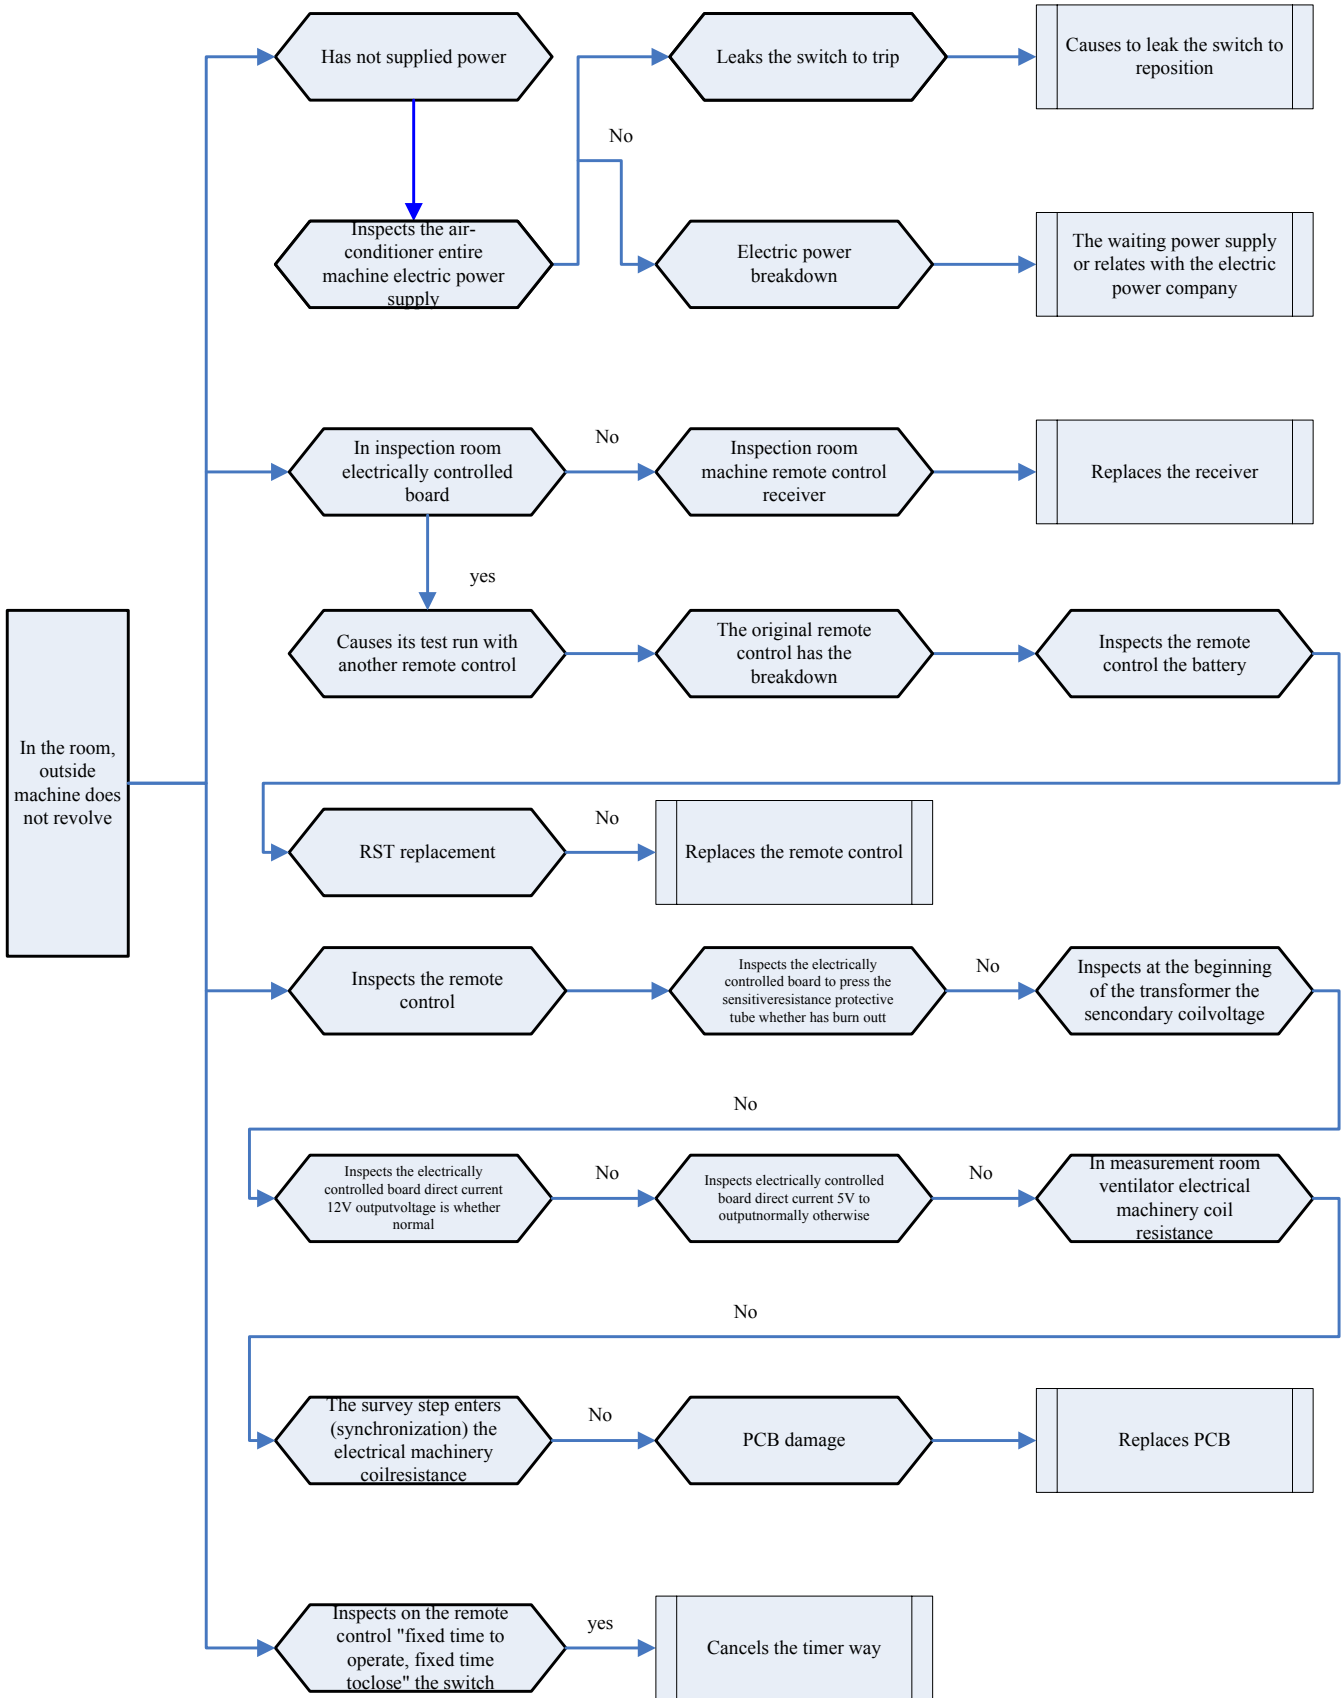 Has not supplied power
Leaks the switch to trip
Causes to leak the switch to
reposition
No
Inspects the air-
conditioner entire
machine electric power
supply
Electric power
breakdown
The waiting power supply
or relates with the electric
power company
In inspection room
electrically controlled
board
No
Inspection room
machine remote control
receiver
Replaces the receiver
yes
Causes its test run with
another remote control
The original remote
control has the
breakdown
Inspects the remote
control the battery
In the room,
outside
machine does
not revolve
RST replacement
No
Replaces the remote control
Inspects the remote
control
Inspects the electrically
controlled board to press the
sensitiveresistance protective
tube whether has burn outt
No
Inspects at the beginning
of the transformer the
sencondary coilvoltage
No
Inspects the electrically
controlled board direct current
12V outputvoltage is whether
normal
No
Inspects electrically controlled
board direct current 5V to
outputnormally otherwise
No
In measurement room
ventilator electrical
machinery coil
resistance
No
The survey step enters
(synchronization) the
electrical machinery
coilresistance
No
PCB damage
Replaces PCB
Inspects on the remote
control "fixed time to
operate, fixed time
toclose" the switch
yes
Cancels the timer way